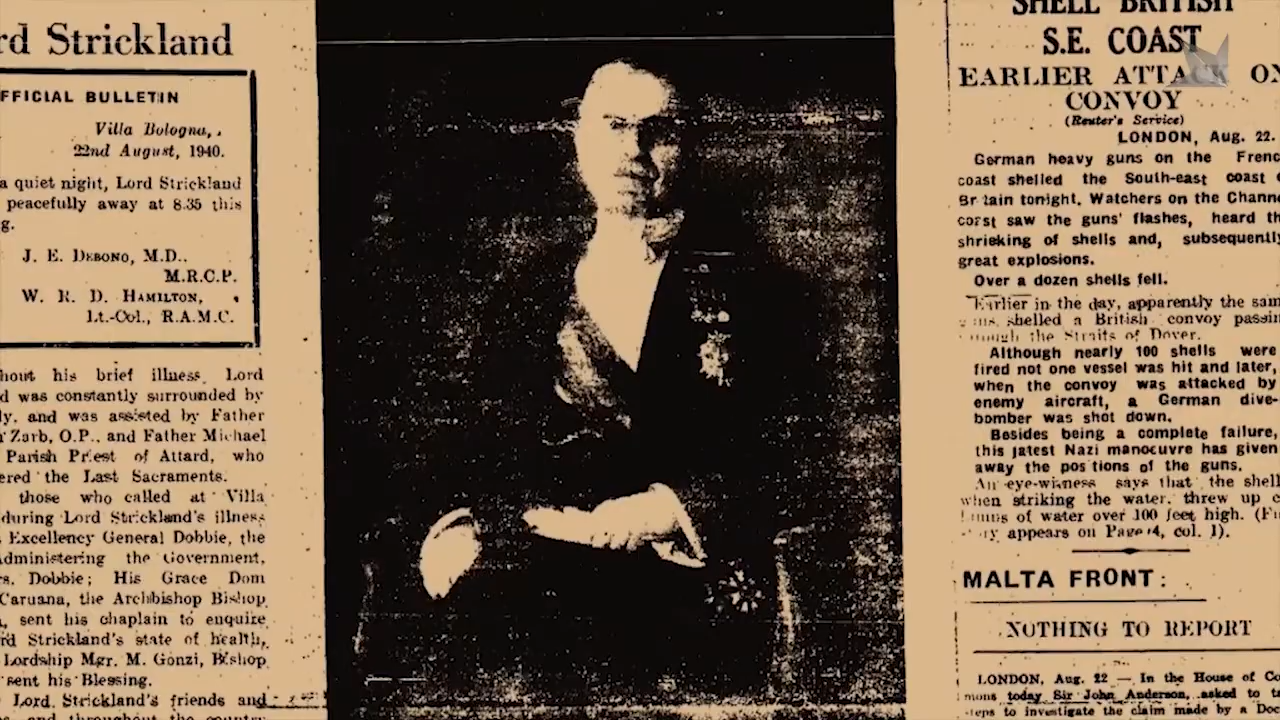 rd Strickland
FFICIAL BULLETIN
Villa Bologna,
22nd August, 1940.
a quiet night, Lord Strickland
peacefully away at 8.35 this
g.
J. E. DEBONO, M.D..
M.R.C.P.
W. R. D. HAMILTON,
Lt.-Col., R.A.M.C.
hout his brief illness, Lord
d was constantly surrounded by
ly, and was assisted by Father
Zarb, O.P., and Father Michael
Parish Priest of Attard, who
ered the Last Sacraments.
those who called at Villa
during Lord Strickland's illness
Excellency General Dobbie, the
Administering the Government,
rs. Dobbie; His Grace Dom
Caruana, the Archbishop Bishop
, sent his chaplain to enquire
rd Strickland's state of health,
Lordship Mgr. M. Gonzi, Bishop
sent his Blessing.
Lord Strickland's friends and
and throughout the country
SHELL BRITISH
S.E. COAST
EARLIER ATTACK ON
CONVOY
(Reuter's Service)
LONDON, Aug. 22.
German heavy guns on the Frenc
coast shelled the South-east coast
Britain tonight. Watchers on the Channe
coast saw the guns' flashes, heard th
shrieking of shells and, subsequently
great explosions.
Over a dozen shells fell.
Earlier in the day, apparently the sam
guns, shelled a British convoy passin
through the Straits of Dover.
Although nearly 100 shells were
fired not one vessel was hit and later,
when the convoy was attacked by
enemy aircraft, a German dive-
bomber was shot down.
Besides being a complete failure,
this latest Nazi manoeuvre has given
away the positions of the guns.
An eye-witness says that the shell
when striking the water, threw up c
umns of water over 100 feet high. (Fu
ry appears on Page 4, col. 1).
MALTA FRONT:
NOTHING TO REPORT
LONDON, Aug. 22 — In the House of Co
mons today Sir John Anderson, asked to ta
steps to investigate the claim made by a Doc